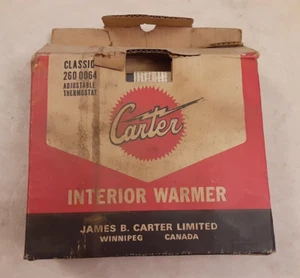 CLASSIC
260 0064
ADJUSTABLE
THERMOSTAT
Carter
INTERIOR WARMER
JAMES B. CARTER LIMITED
WINNIPEG CANADA